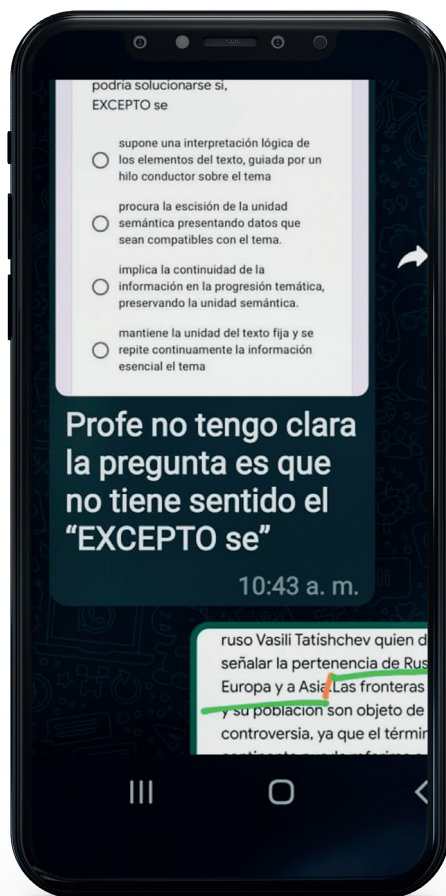 podría solucionarse si,
EXCEPTO se
supone una interpretación lógica de
los elementos del texto, guiada por un
hilo conductor sobre el tema
procura la escisión de la unidad
semántica presentando datos que
sean compatibles con el tema.
implica la continuidad de la
información en la progresión temática,
preservando la unidad semántica.
mantiene la unidad del texto fija y se
repite continuamente la información
esencial el tema
Profe no tengo clara
la pregunta es que
no tiene sentido el
“EXCEPTO se”
10:43 a. m.
ruso Vasili Tatíshchev quien d
señalar la pertenencia de Rus
Europa y a Asia.Las fronteras
y su población son objeto de
controversia, ya que el térmir